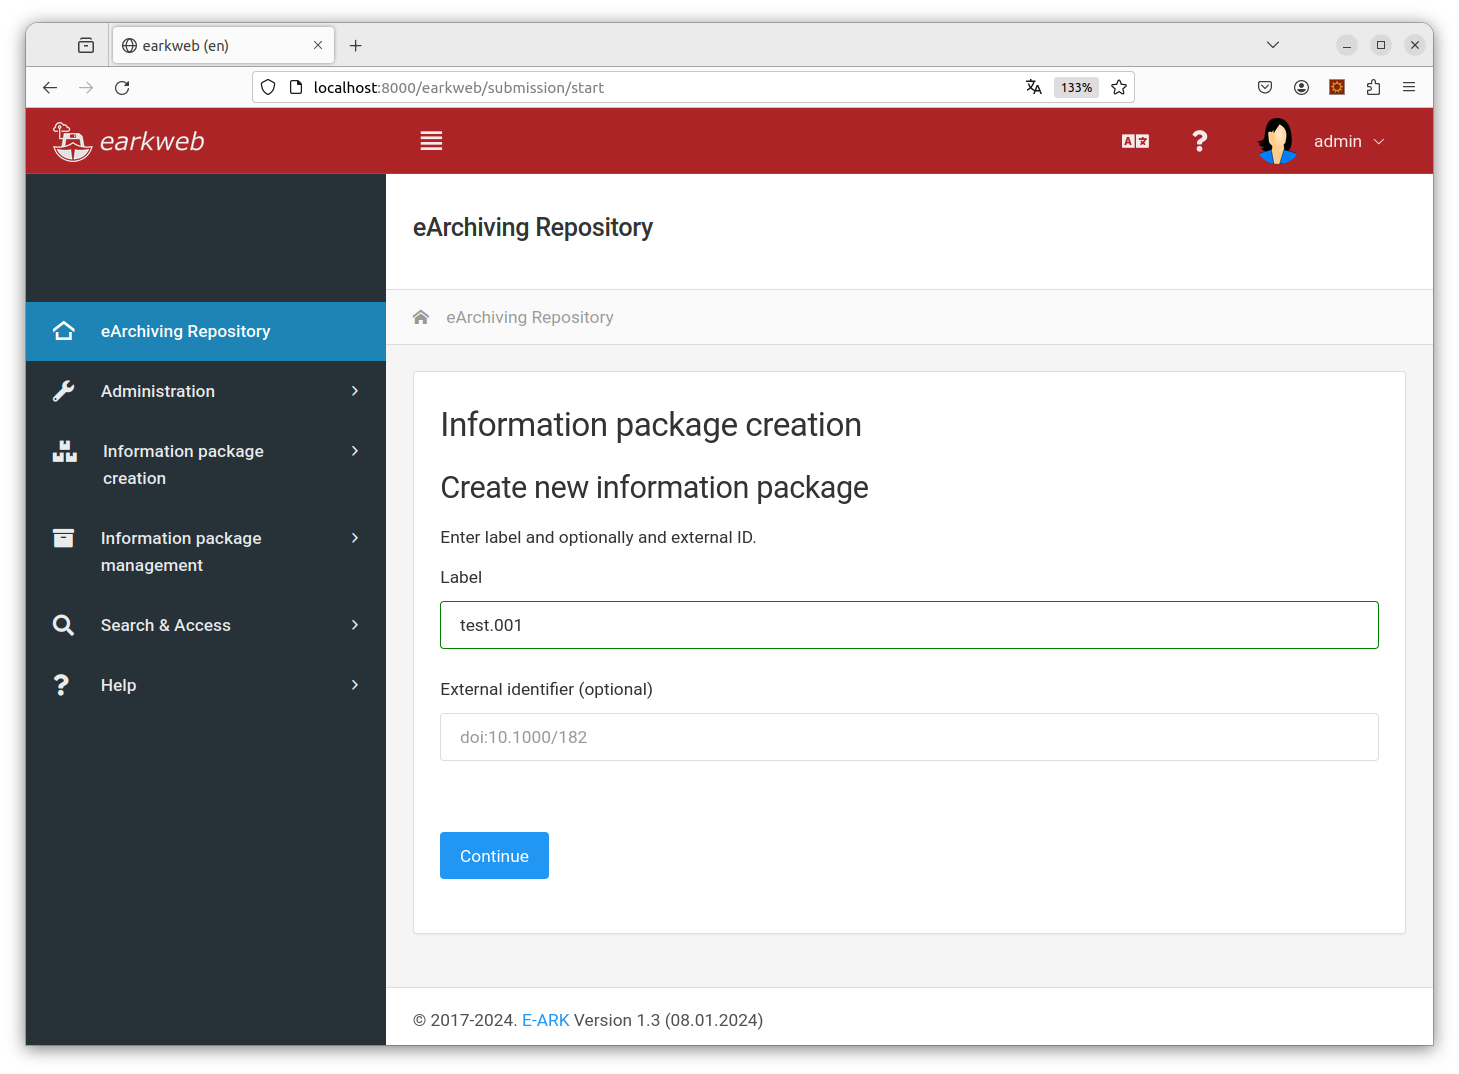 earkweb (en)
localhost:8000/earkweb/submission/start
133%
earkweb
A
admin
eArchiving Repository
eArchiving Repository
eArchiving Repository
Administration
Information package
creation
Information package
management
Search & Access
Help
Information package creation
Create new information package
Enter label and optionally and external ID.
Label
test.001
External identifier (optional)
doi:10.1000/182
Continue
© 2017-2024. E-ARK Version 1.3 (08.01.2024)